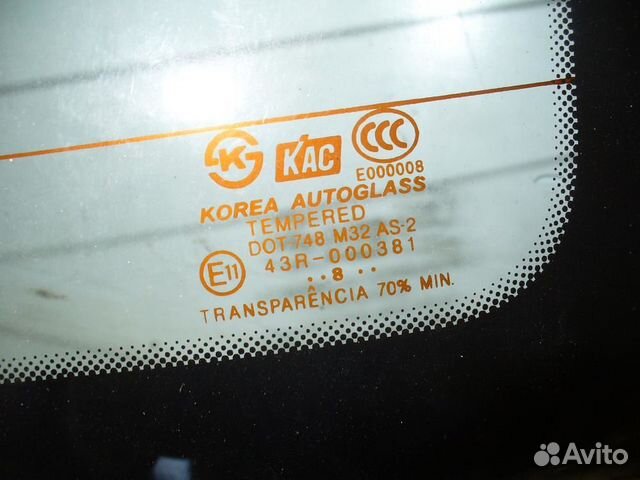 KS KAC CCC
E000008
KOREA AUTOGLASS
TEMPERED
DOT-748 M32 AS-2
E11 43R-000381
..8 ..
TRANSPARÊNCIA 70% MIN.
Avito